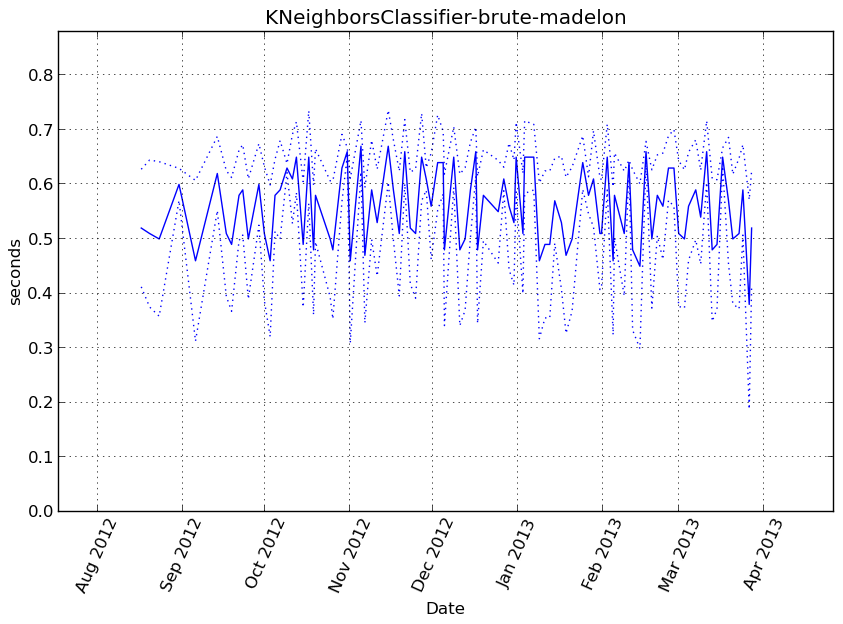 KNeighborsClassifier-brute-madelon
0.8
0.7
0.6
0.5
0.4
0.3
0.2
0.1
0.0
seconds
Aug 2012
Sep 2012
Oct 2012
Nov 2012
Dec 2012
Jan 2013
Feb 2013
Mar 2013
Apr 2013
Date